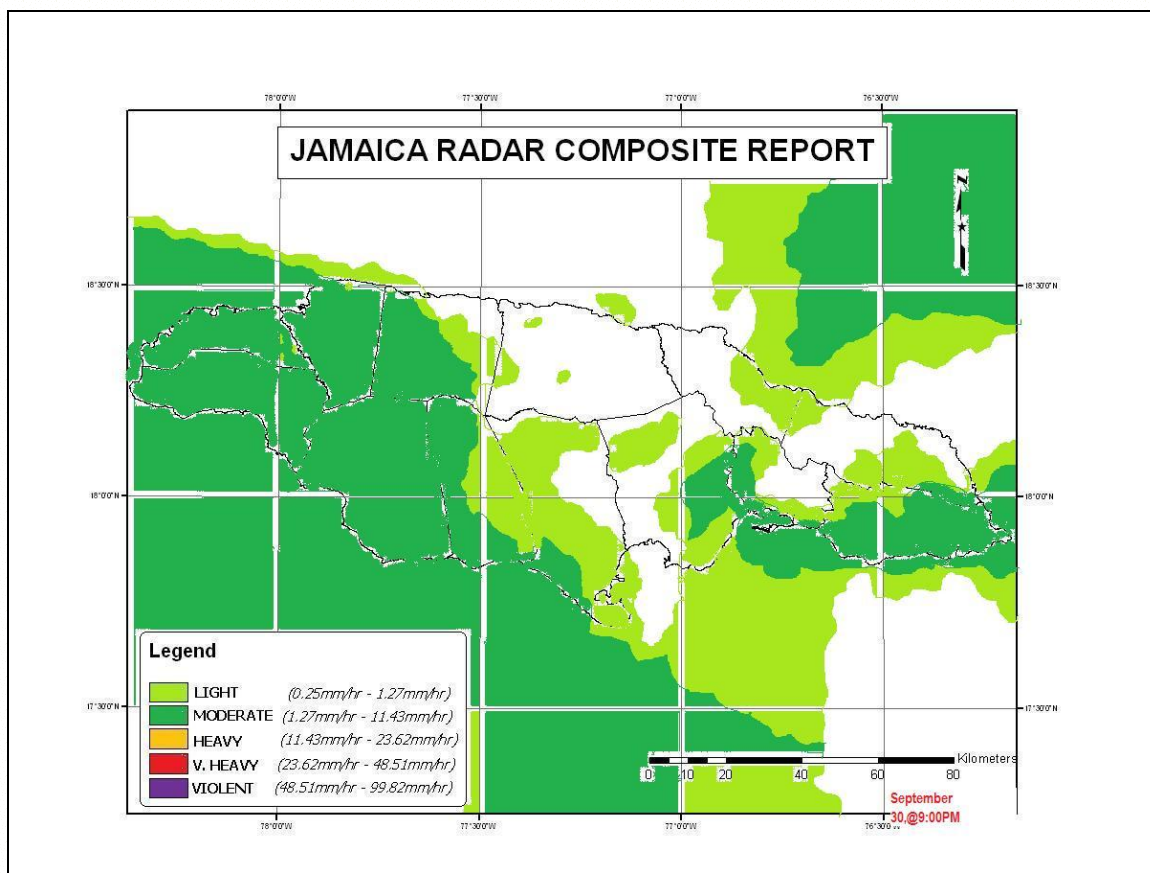 78°0'0"W 77°30'0"W 77°0'0"W 76°30'0"W
JAMAICA RADAR COMPOSITE REPORT
N
18°30'0"N 18°30'0"N
18°0'0"N 18°0'0"N
Legend
LIGHT (0.25mm/hr - 1.27mm/hr)
MODERATE (1.27mm/hr - 11.43mm/hr)
HEAVY (11.43mm/hr - 23.62mm/hr)
V. HEAVY (23.62mm/hr - 48.51mm/hr)
VIOLENT (48.51mm/hr - 99.82mm/hr)
17°30'0"N 17°30'0"N
Kilometers
0 10 20 40 60 80
September
30,@9:00PM
78°0'0"W 77°30'0"W 77°0'0"W 76°30'0"W